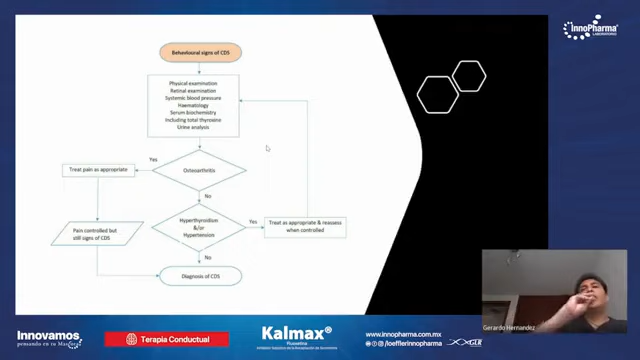 InnoPharma
LABORATORIOS
Behavioural signs of CDS
Physical examination
Retinal examination
Systemic blood pressure
Haematology
Serum biochemistry
Including total thyroxine
Urine analysis
Yes
Treat pain as appropriate
Osteoarthritis
No
Pain controlled but
still signs of CDS
Hyperthyroidism
&/or
Hypertension
Yes
Treat as appropriate & reassess
when controlled
No
Diagnosis of CDS
Gerardo Hernandez
Innovamos
pensando en tu Mascota
Terapia Conductual
Kalmax®
Fluoxetina
www.innopharma.com.mx
/loefflerinnopharma